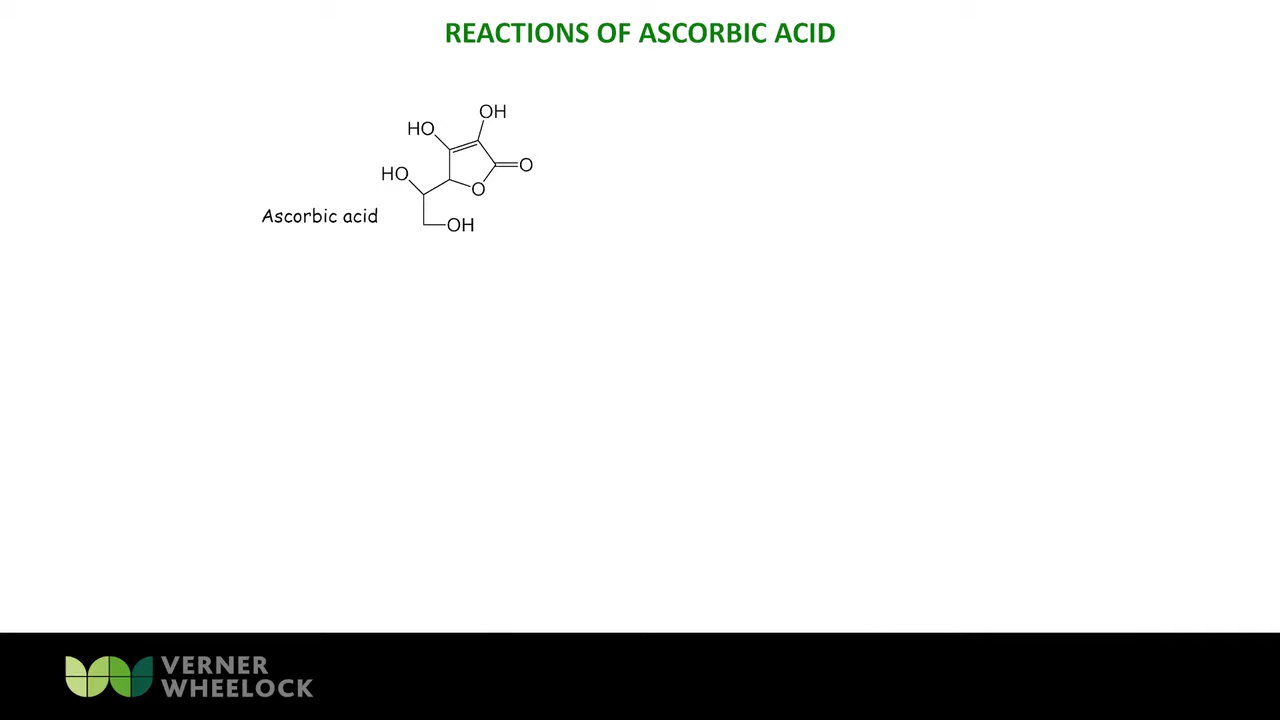 REACTIONS OF ASCORBIC ACID
OH
HO
O
HO
O
Ascorbic acid
OH
VERNER
WHEELOCK